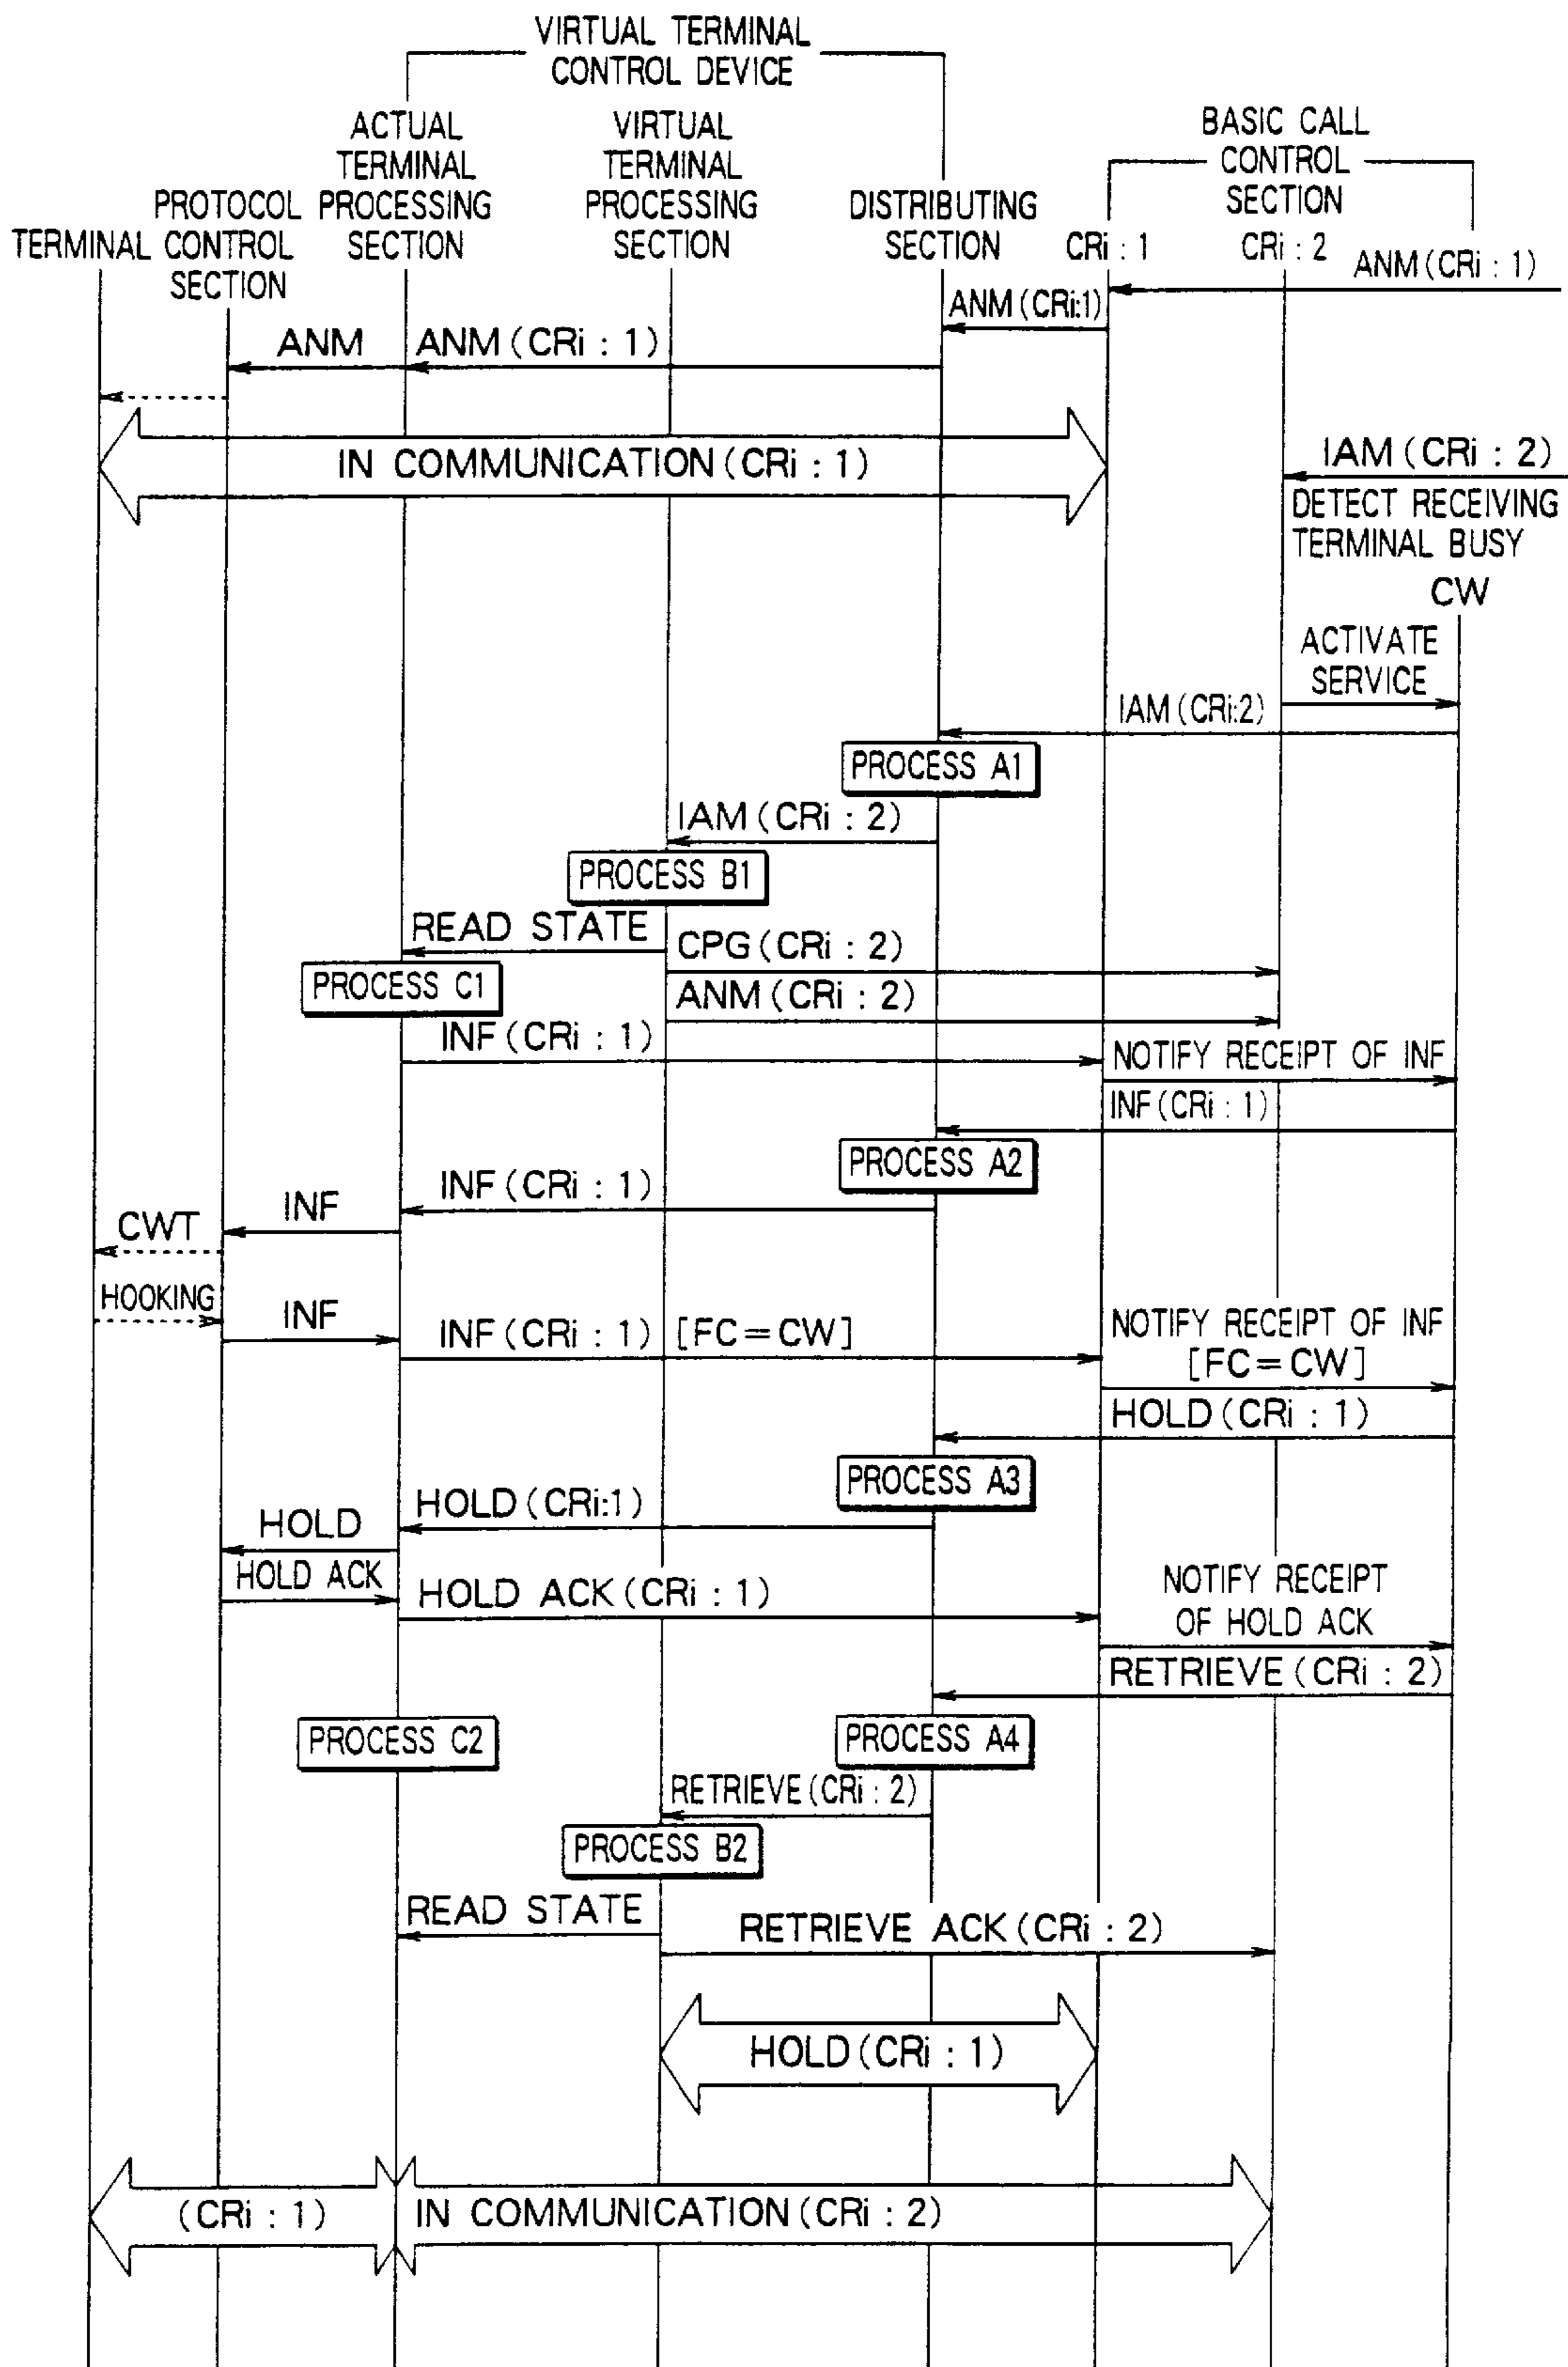 VIRTUAL TERMINAL
CONTROL DEVICE
ACTUAL
TERMINAL
PROCESSING
SECTION
VIRTUAL
TERMINAL
PROCESSING
SECTION
BASIC CALL
CONTROL
SECTION
TERMINAL
PROTOCOL
CONTROL
SECTION
DISTRIBUTING
SECTION
CRi : 1
CRi : 2
ANM (CRi : 1)
ANM (CRi:1)
ANM
ANM (CRi : 1)
IN COMMUNICATION (CRi : 1)
IAM (CRi : 2)
DETECT RECEIVING
TERMINAL BUSY
CW
ACTIVATE
SERVICE
IAM (CRi:2)
PROCESS A1
IAM (CRi : 2)
PROCESS B1
READ STATE
CPG (CRi : 2)
PROCESS C1
ANM (CRi : 2)
INF (CRi : 1)
NOTIFY RECEIPT OF INF
INF (CRi : 1)
PROCESS A2
INF (CRi : 1)
INF
CWT
HOOKING
INF
INF (CRi : 1) [FC=CW]
NOTIFY RECEIPT OF INF
[FC=CW]
HOLD (CRi : 1)
PROCESS A3
HOLD (CRi:1)
HOLD
HOLD ACK
HOLD ACK (CRi : 1)
NOTIFY RECEIPT
OF HOLD ACK
RETRIEVE (CRi : 2)
PROCESS C2
PROCESS A4
RETRIEVE (CRi : 2)
PROCESS B2
READ STATE
RETRIEVE ACK (CRi : 2)
HOLD (CRi : 1)
(CRi : 1)
IN COMMUNICATION (CRi : 2)